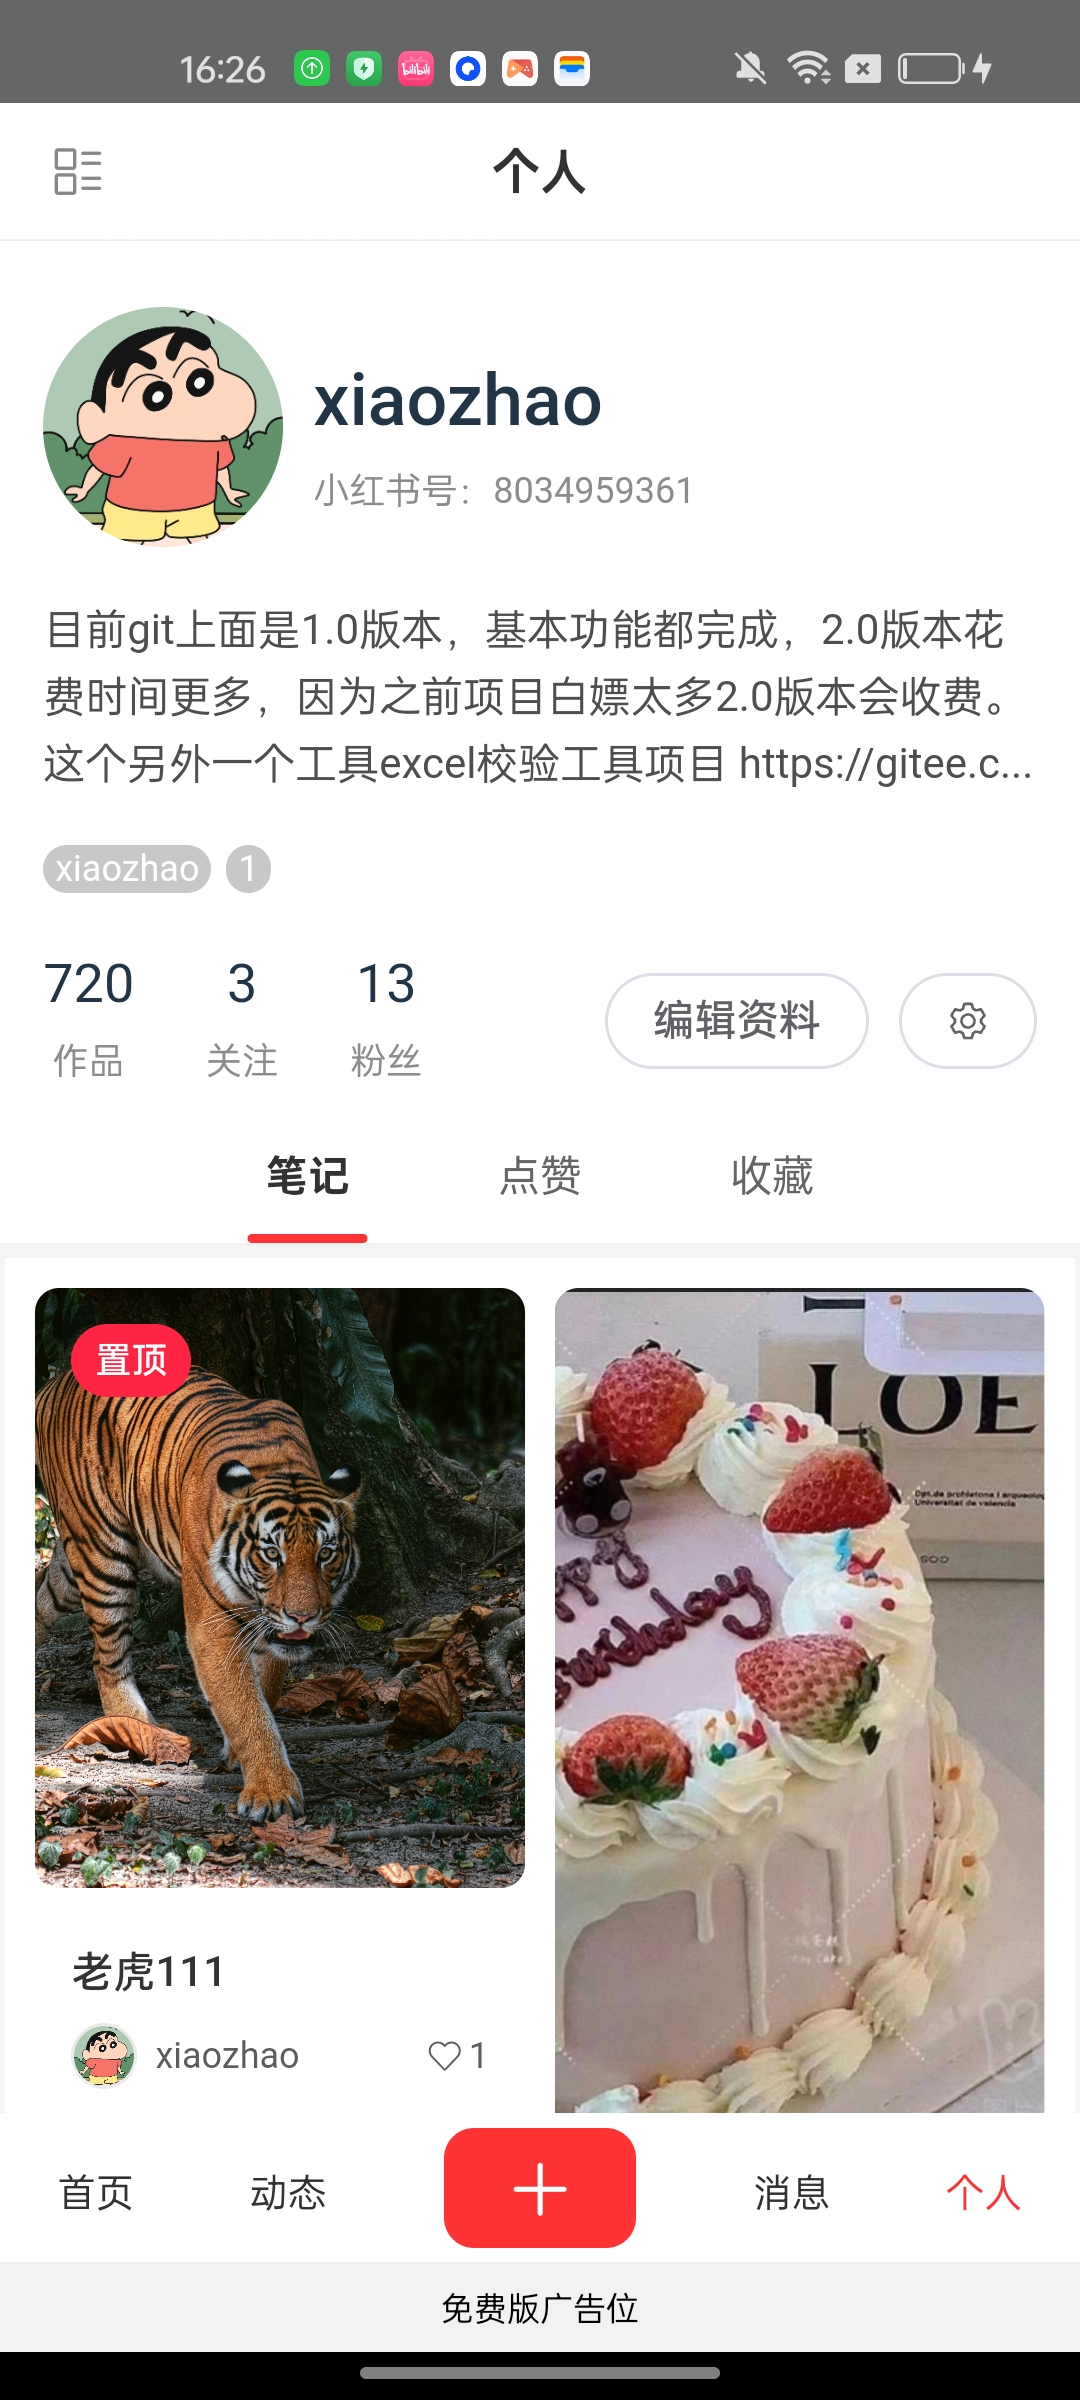 16:26
bilibili
个人
xiaozhao
小红书号：8034959361
目前git上面是1.0版本，基本功能都完成，2.0版本花
费时间更多，因为之前项目白嫖太多2.0版本会收费。
这个另外一个工具excel校验工具项目 https://gitee.c...
xiaozhao 1
720 3 13
作品 关注 粉丝
编辑资料
笔记 点赞 收藏
置顶
LOE
Universitat de valencia
老虎111
xiaozhao 1
首页 动态 消息 个人
免费版广告位